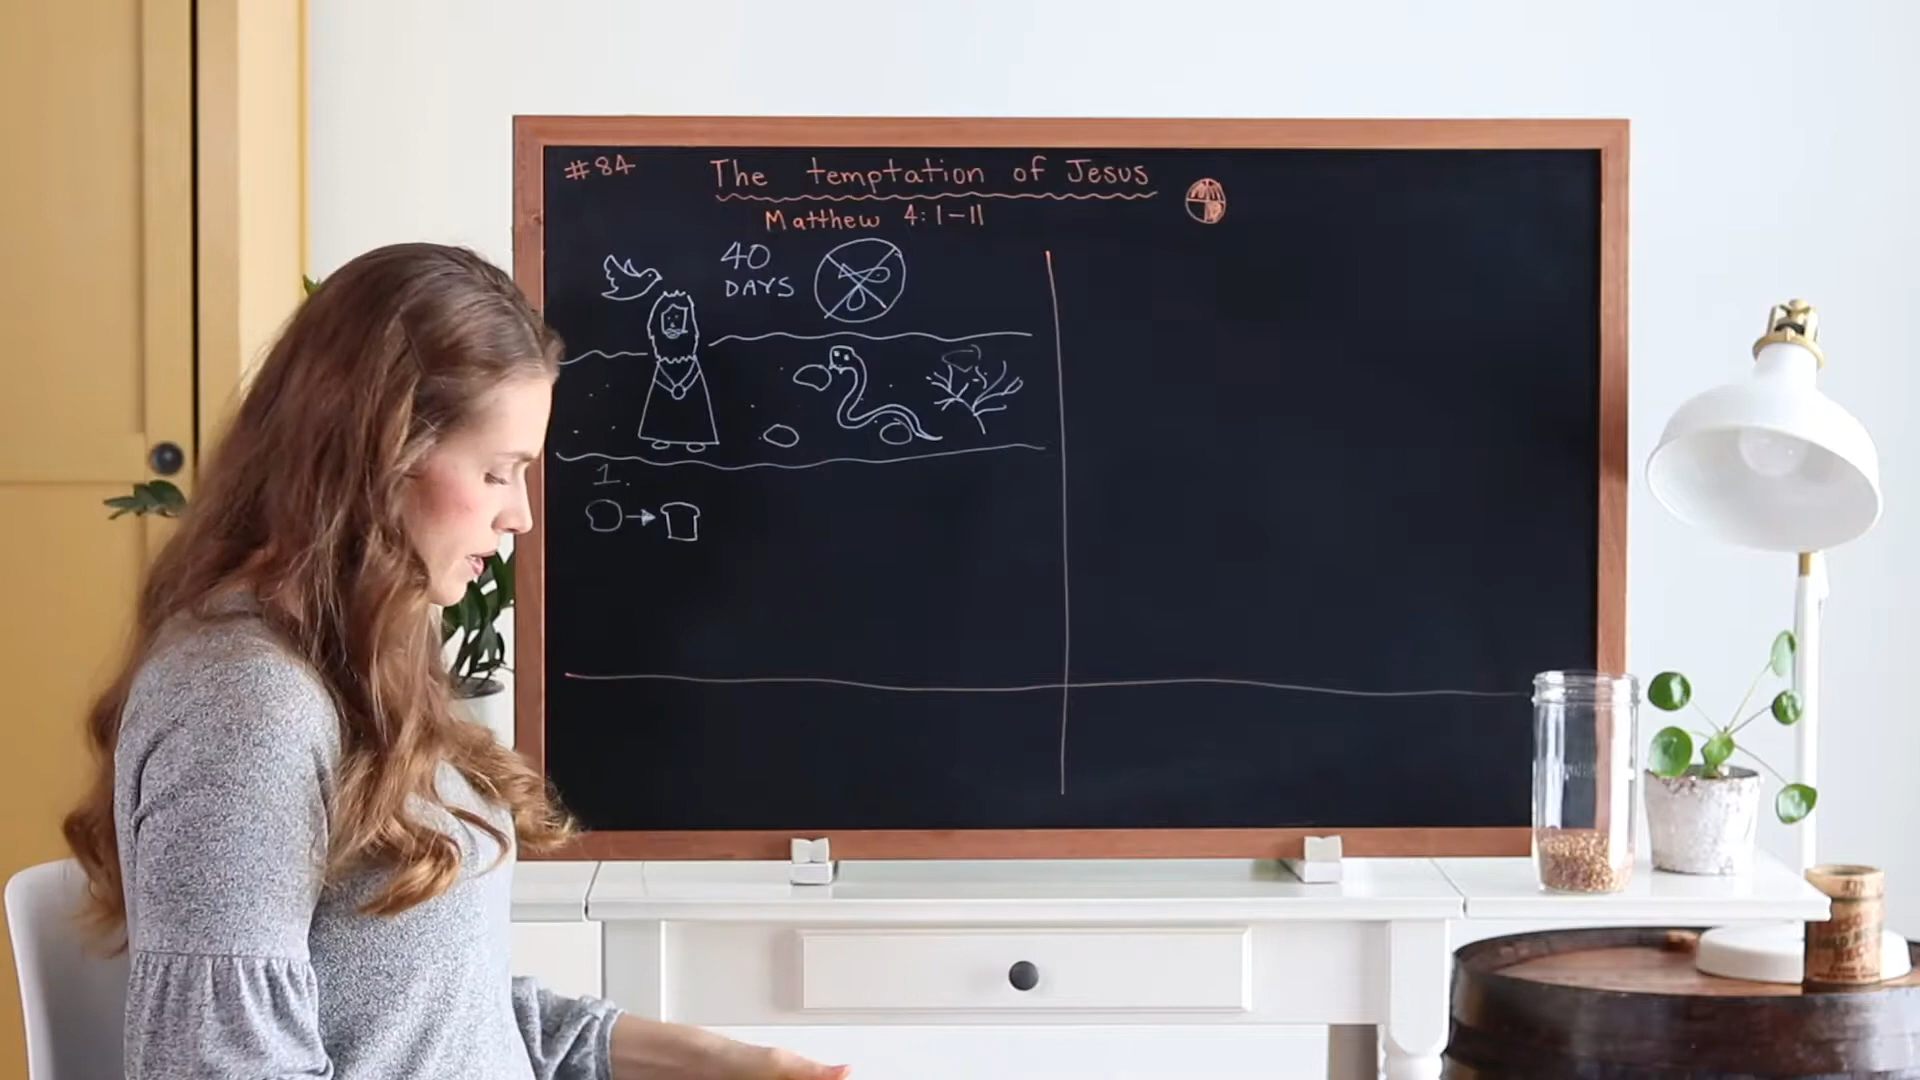 #84
The temptation of Jesus
Matthew 4:1-11
40
DAYS
1.